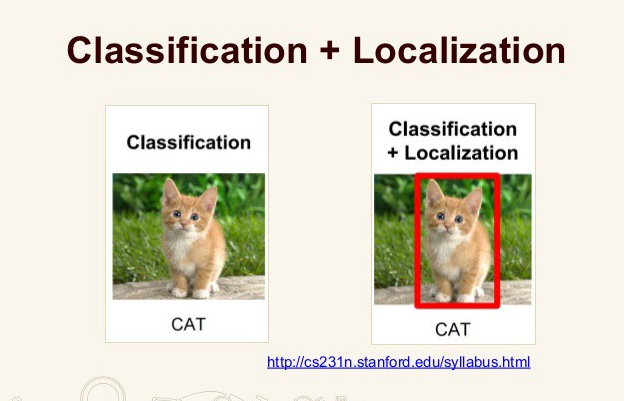 Classification + Localization
Classification
CAT
Classification
+ Localization
CAT
http://cs231n.stanford.edu/syllabus.html